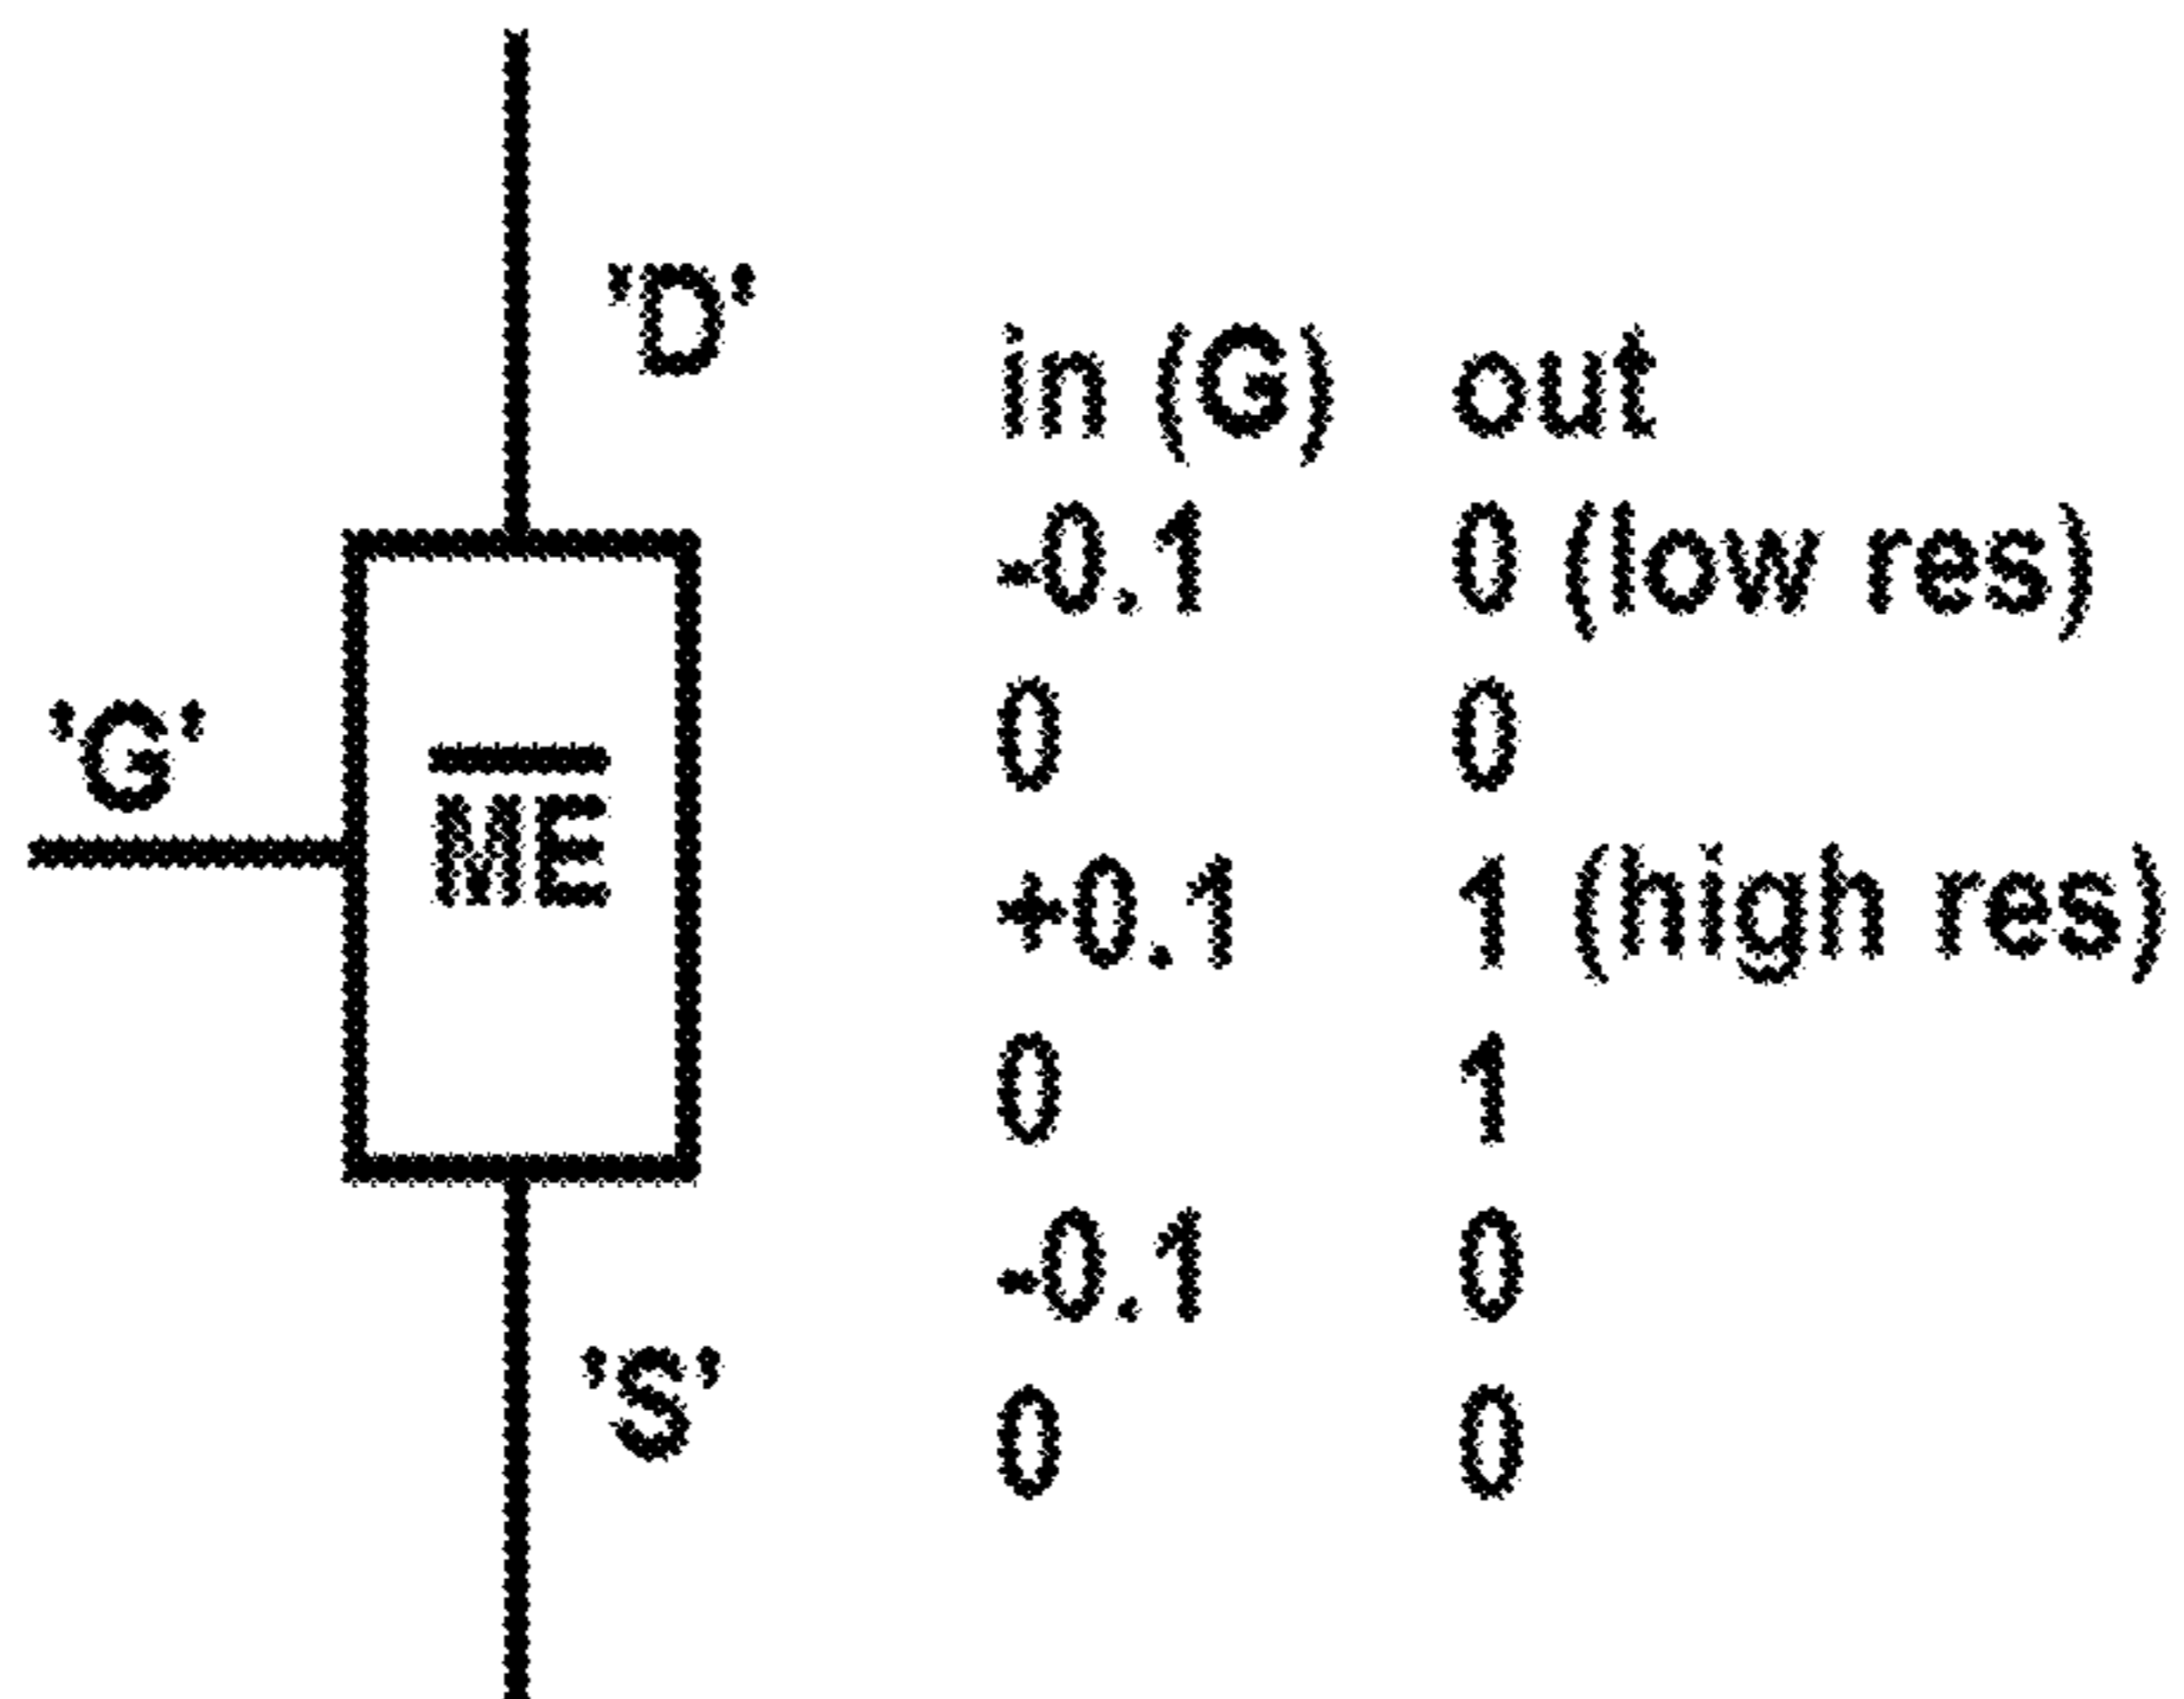 'D'
'G'
M̅E̅
'S'
in (G) out
-0.1 0 (low res)
0 0
+0.1 1 (high res)
0 1
-0.1 0
0 0